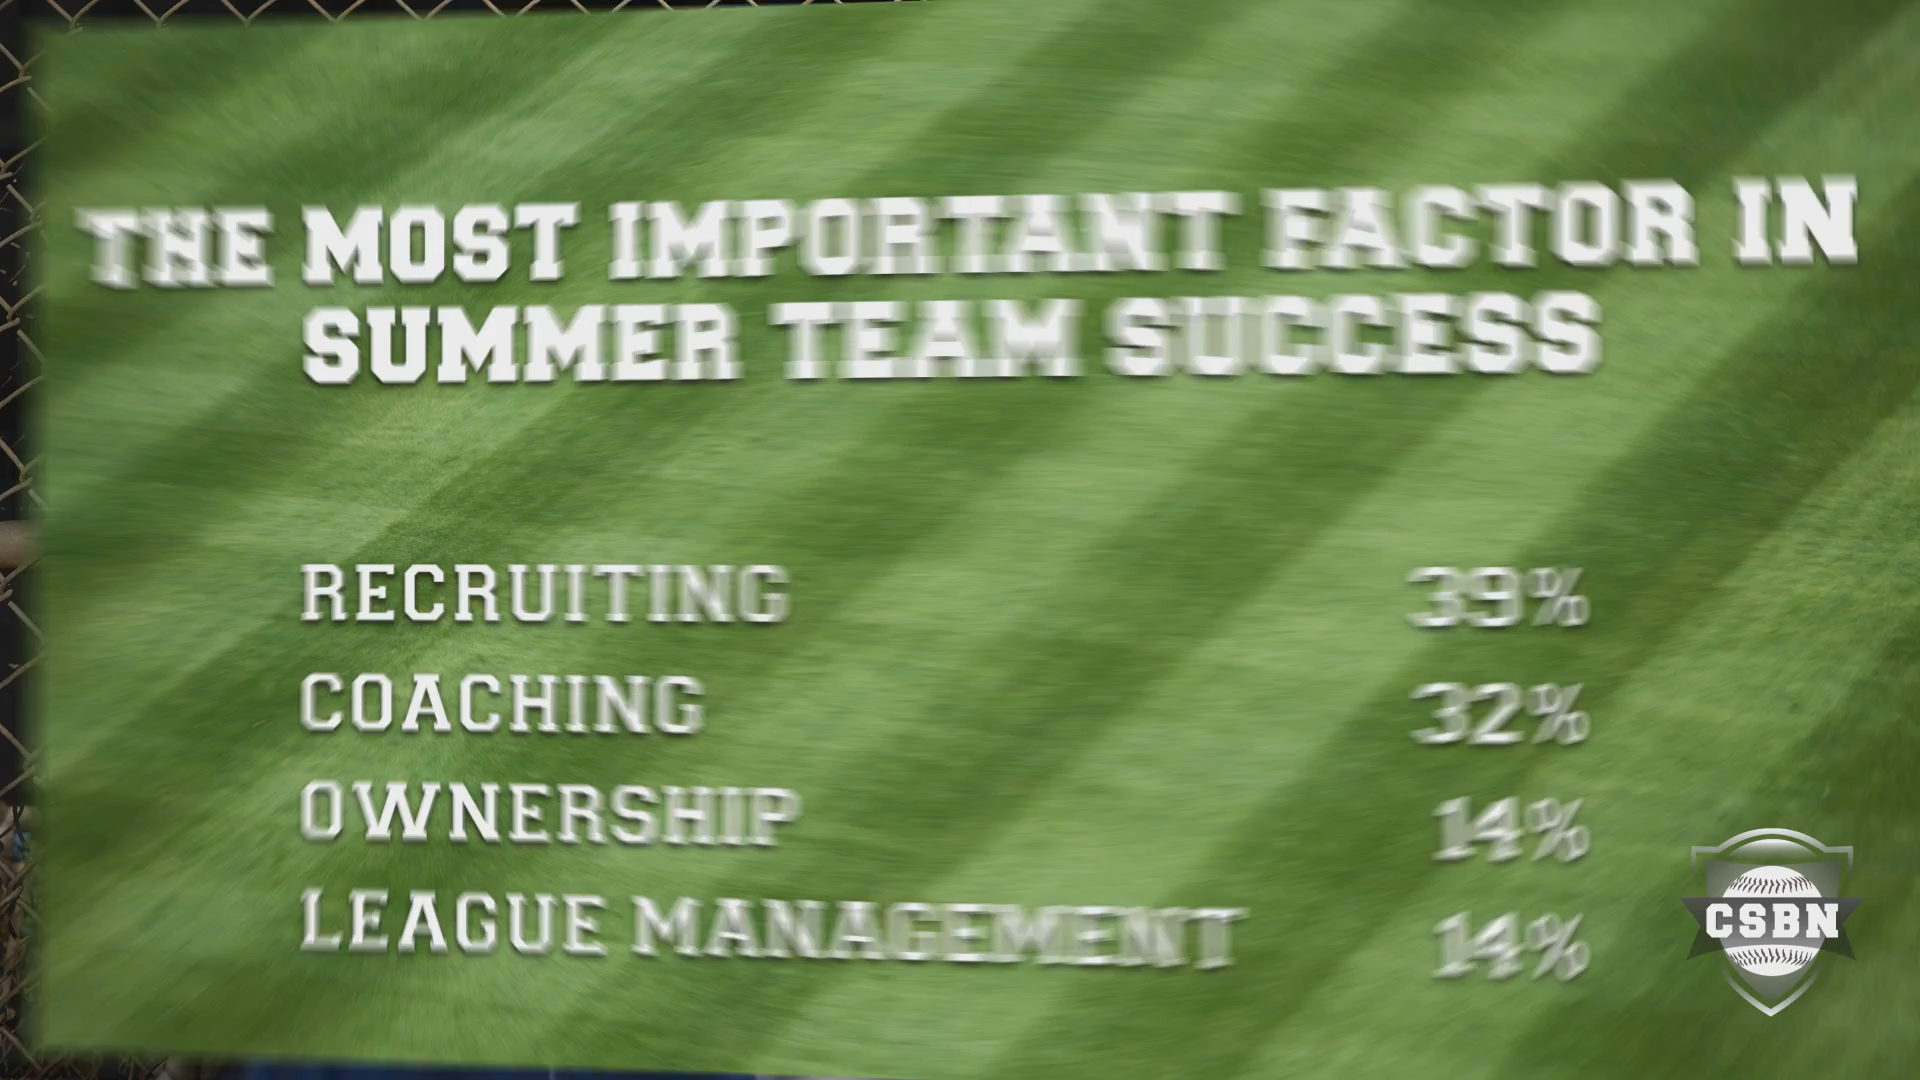 THE MOST IMPORTANT FACTOR IN
SUMMER TEAM SUCCESS
RECRUITING 39%
COACHING 32%
OWNERSHIP 14%
LEAGUE MANAGEMENT 14%
CSBN